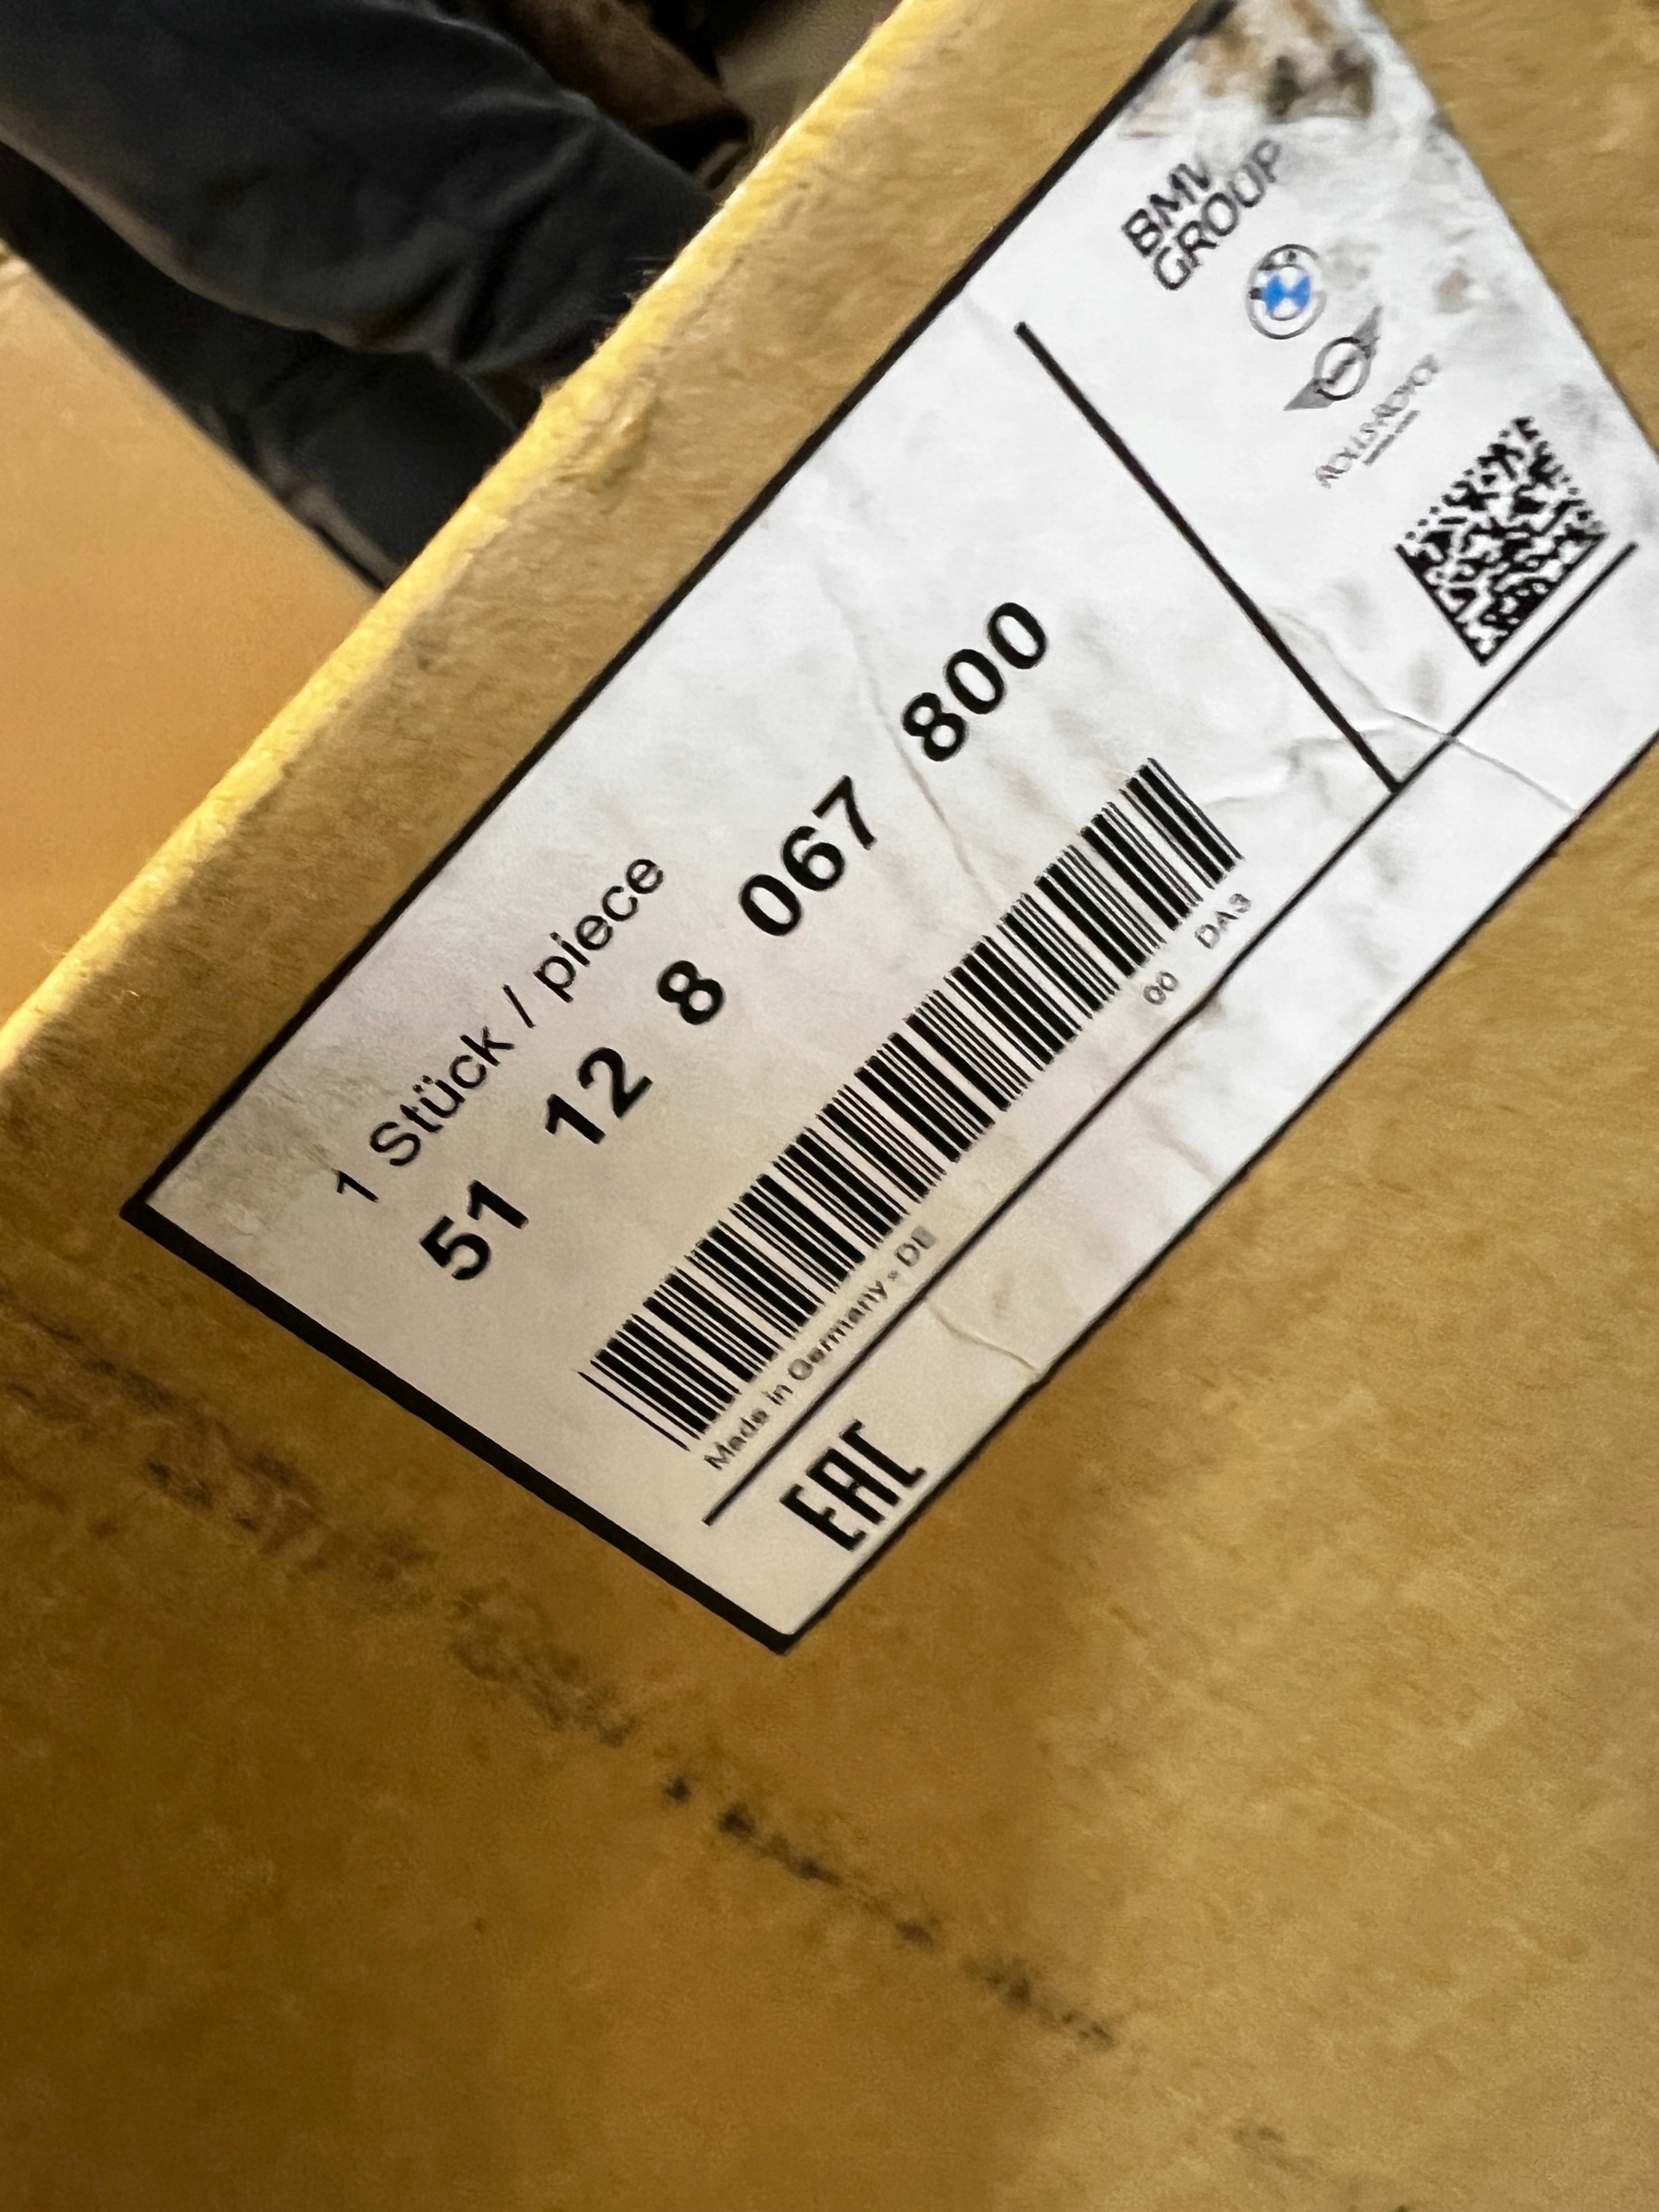 BMW
GROUP
ROLLS-ROYCE
1 Stück / piece
51 12 8 067 800
00 DA3
Made in Germany - DE
EAC